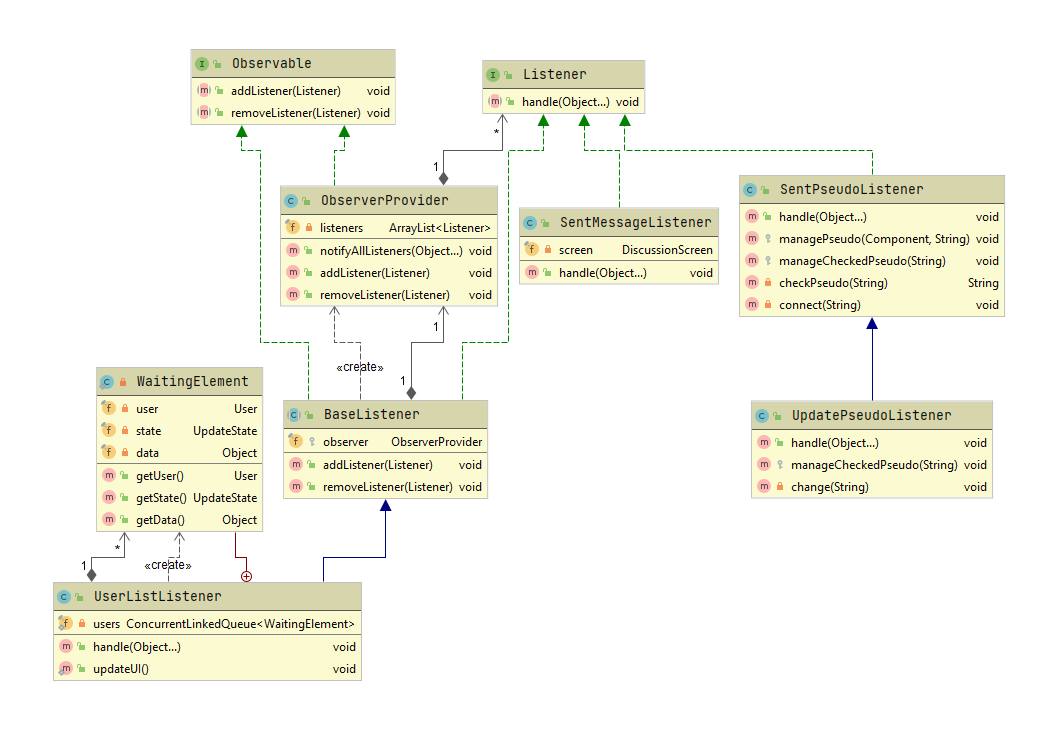 Observable
addListener(Listener) void
removeListener(Listener) void
Listener
handle(Object...) void
*
1
ObserverProvider
listeners ArrayList<Listener>
notifyAllListeners(Object...) void
addListener(Listener) void
removeListener(Listener) void
SentMessageListener
screen DiscussionScreen
handle(Object...) void
SentPseudoListener
handle(Object...) void
managePseudo(Component, String) void
manageCheckedPseudo(String) void
checkPseudo(String) String
connect(String) void
1
«create»
1
WaitingElement
user User
state UpdateState
data Object
getUser() User
getState() UpdateState
getData() Object
BaseListener
observer ObserverProvider
addListener(Listener) void
removeListener(Listener) void
UpdatePseudoListener
handle(Object...) void
manageCheckedPseudo(String) void
change(String) void
*
1
«create»
UserListListener
users ConcurrentLinkedQueue<WaitingElement>
handle(Object...) void
updateUI() void